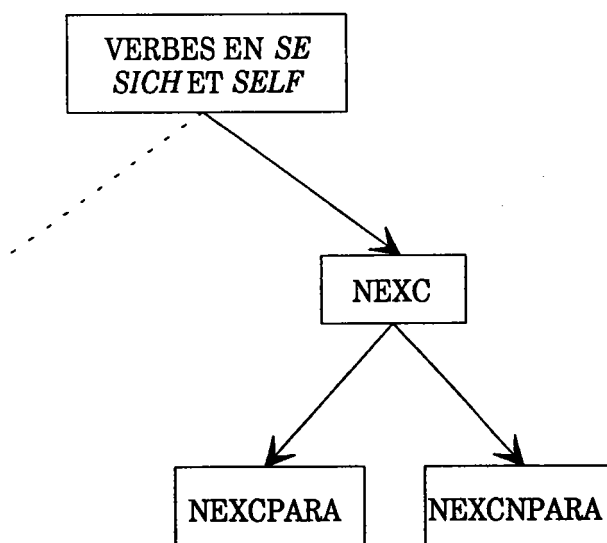 VERBES EN SE
SICH ET SELF
NEXC
NEXCPARA
NEXCNPARA